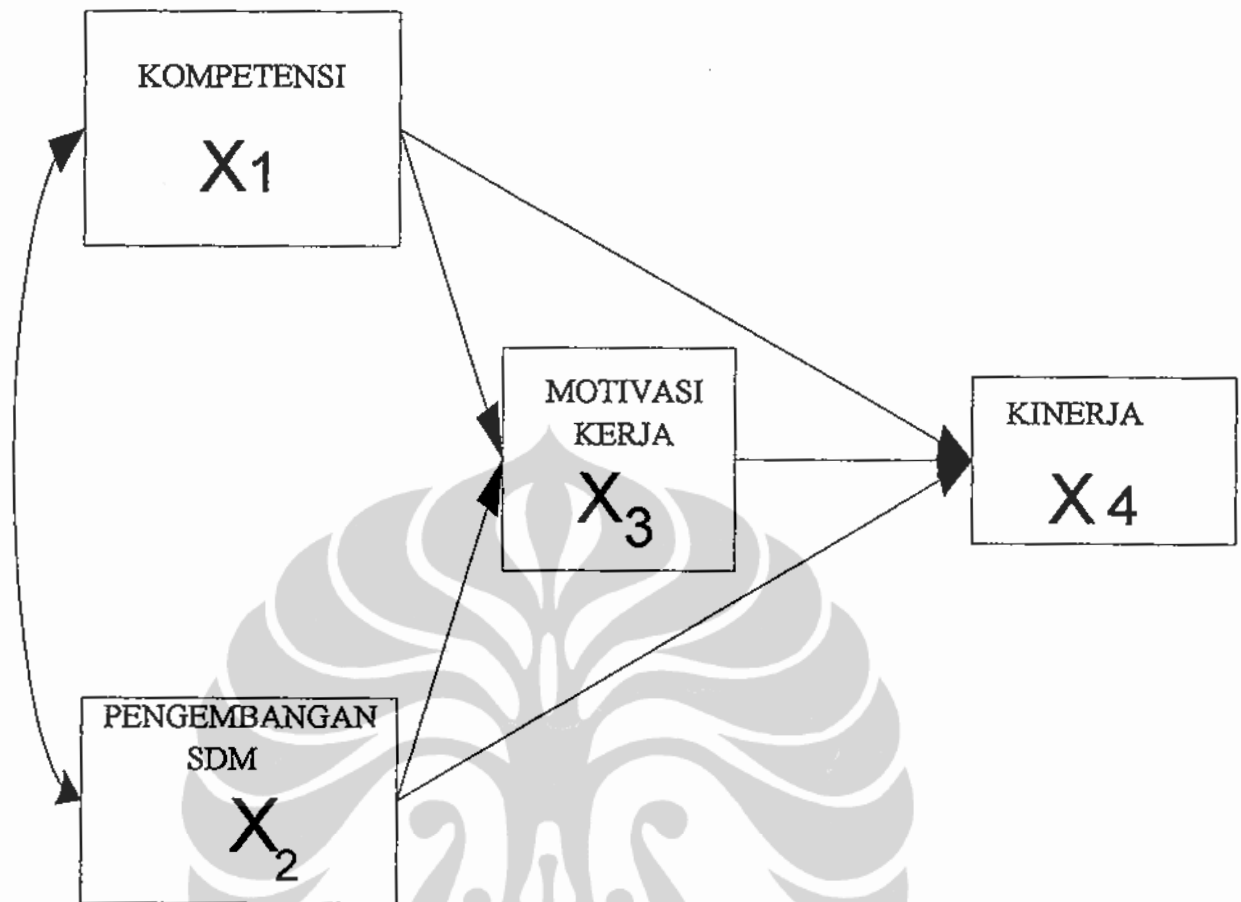 KOMPETENSI
X1
MOTIVASI
KERJA
X3
KINERJA
X4
PENGEMBANGAN
SDM
X2